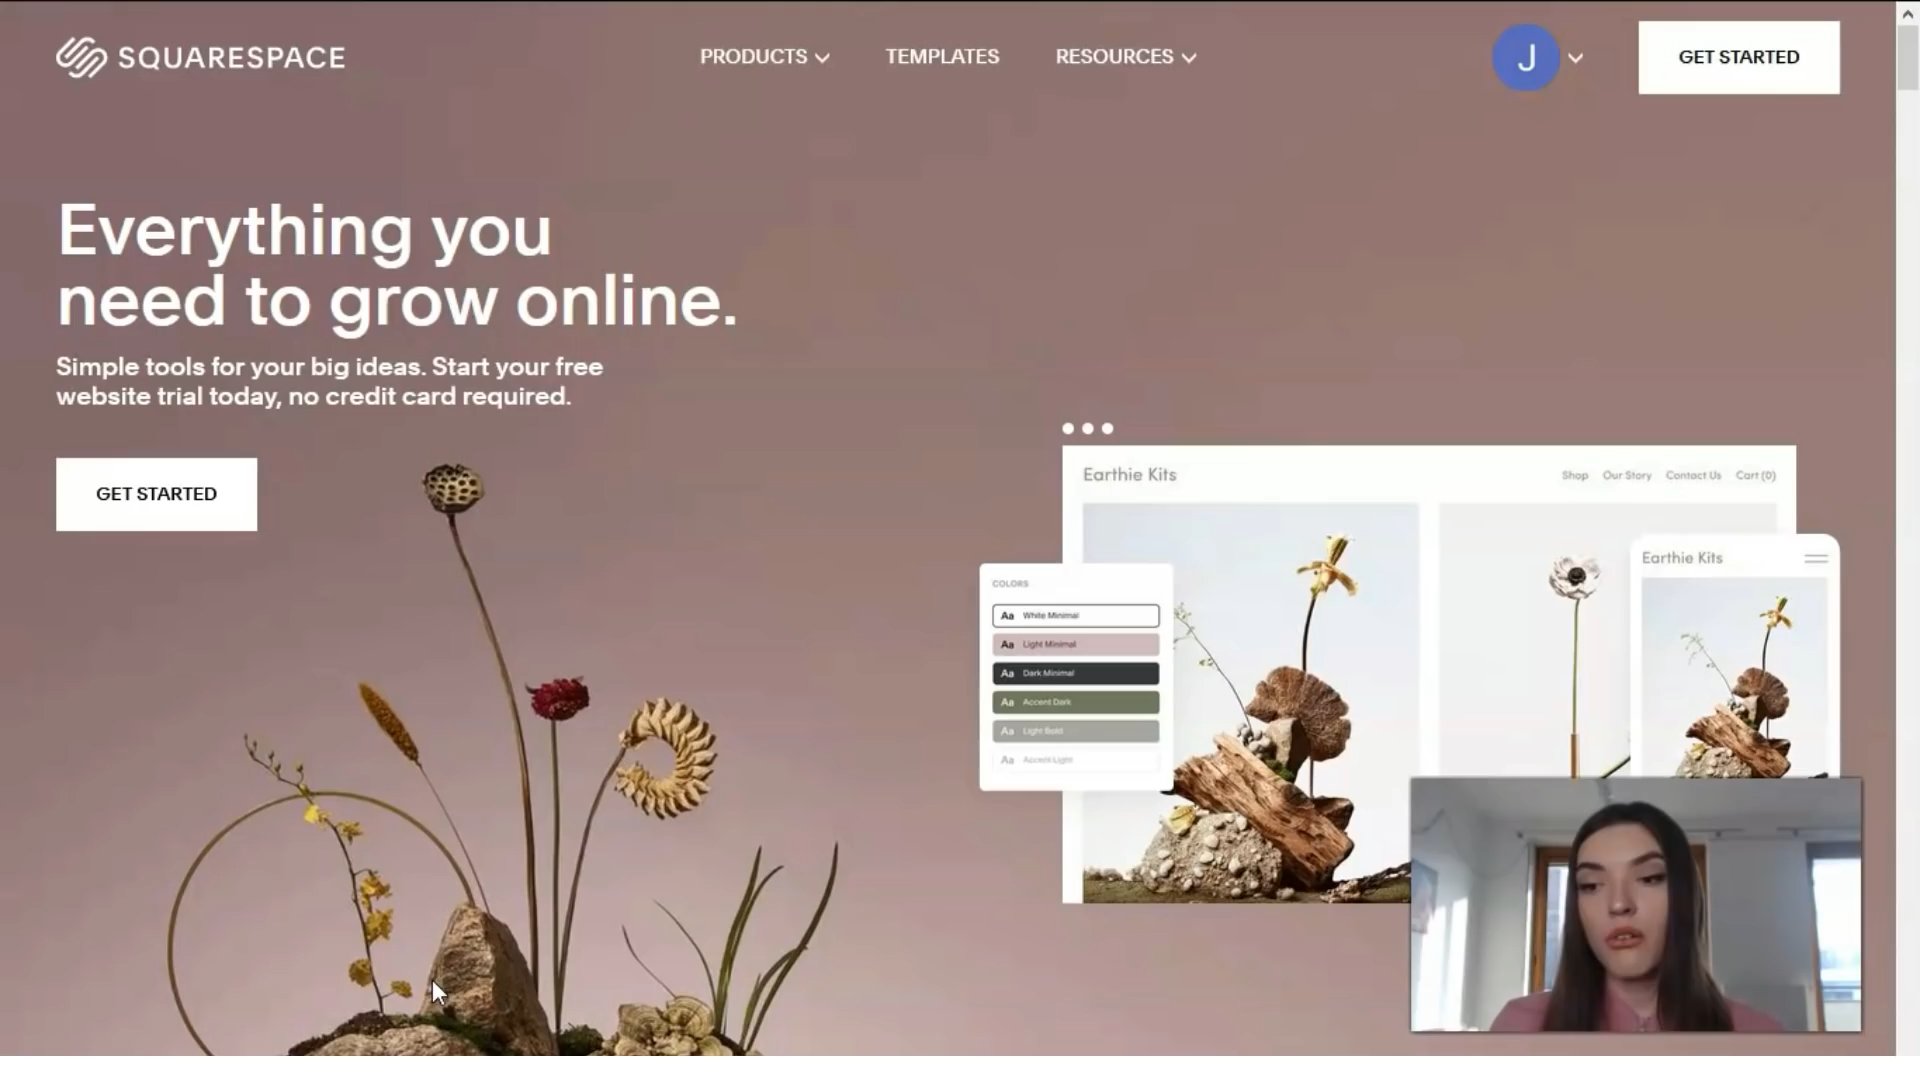 SQUARESPACE
PRODUCTS
TEMPLATES
RESOURCES
J
GET STARTED
Everything you
need to grow online.
Simple tools for your big ideas. Start your free
website trial today, no credit card required.
GET STARTED
Earthie Kits
Shop
Our Story
Contact Us
Cart (0)
Earthie Kits
COLORS
Aa White Minimal
Aa Light Minimal
Aa Dark Minimal
Aa Accent Dark
Aa Light Bold
Aa Accent Light